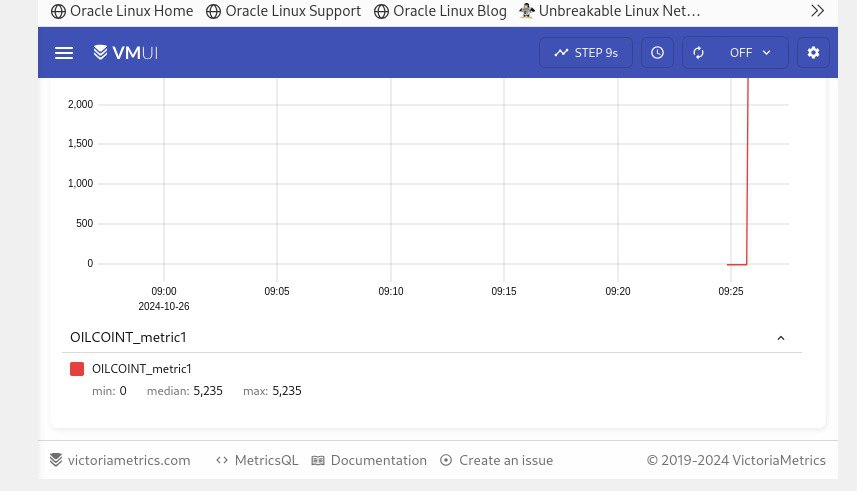 Oracle Linux Home Oracle Linux Support Oracle Linux Blog Unbreakable Linux Net…
VMUI STEP 9s OFF
2,000
1,500
1,000
500
0
09:00 09:05 09:10 09:15 09:20 09:25
2024-10-26
OILCOINT_metric1
OILCOINT_metric1
min: 0 median: 5,235 max: 5,235
victoriametrics.com MetricsQL Documentation Create an issue © 2019-2024 VictoriaMetrics